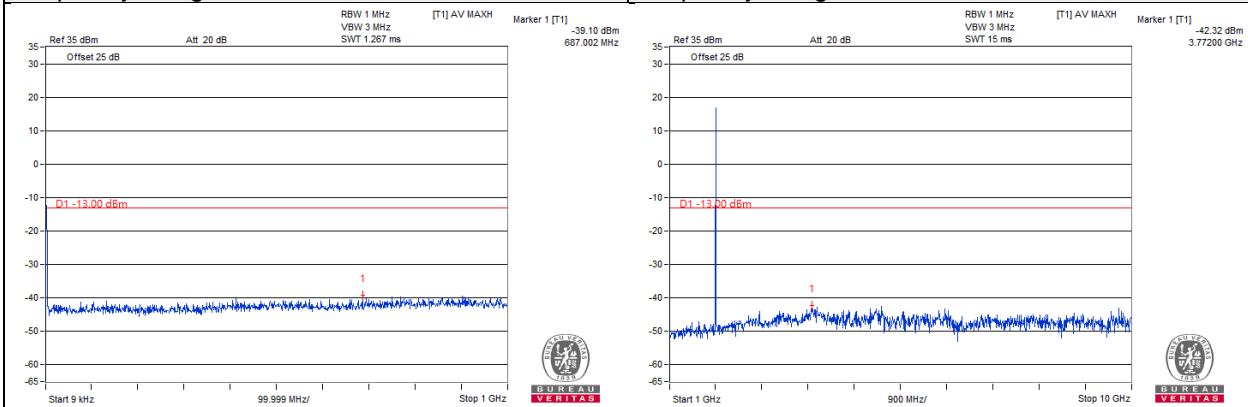 RBW 1 MHz [T1] AV MAXH Marker 1 [T1]
VBW 3 MHz -39.10 dBm
Ref 35 dBm Att 20 dB SWT 1.267 ms 687.002 MHz
35
Offset 25 dB
30
20
10
0
-10
D1 -13.00 dBm
-20
-30
1
-40
-50
-60
-65
Start 9 kHz 99.999 MHz/ Stop 1 GHz
BUREAU VERITAS
1828
BUREAU
VERITAS
RBW 1 MHz [T1] AV MAXH Marker 1 [T1]
VBW 3 MHz -42.32 dBm
Ref 35 dBm Att 20 dB SWT 15 ms 3.77200 GHz
35
Offset 25 dB
30
20
10
0
-10
D1 -13.00 dBm
-20
-30
1
-40
-50
-60
-65
Start 1 GHz 900 MHz/ Stop 10 GHz
BUREAU VERITAS
1828
BUREAU
VERITAS